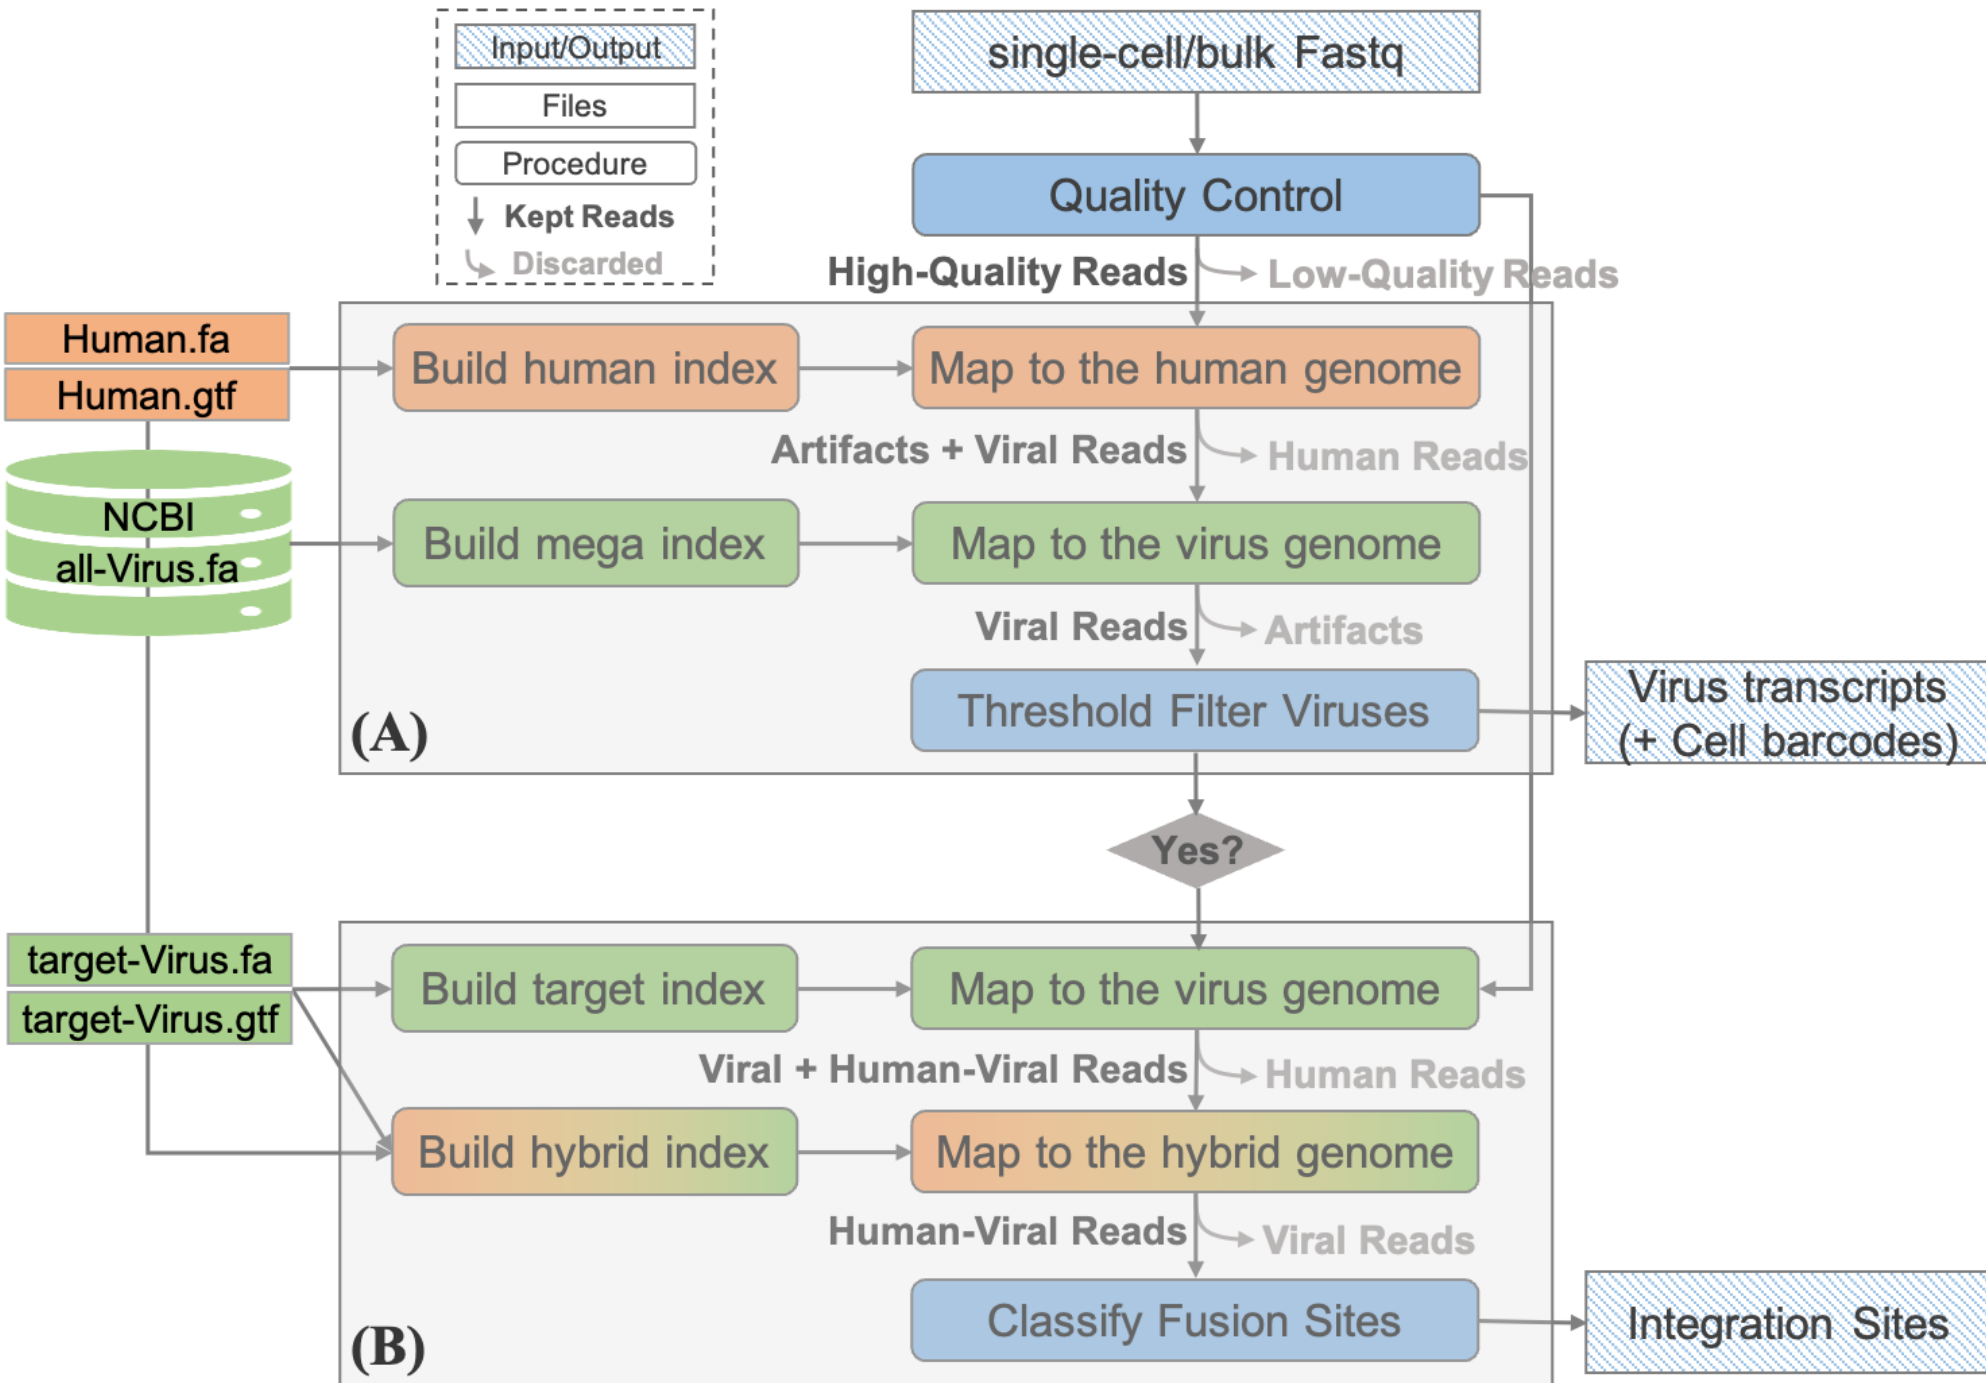 Input/Output
Files
Procedure
Kept Reads
Discarded
single-cell/bulk Fastq
Quality Control
High-Quality Reads
Low-Quality Reads
Human.fa
Human.gtf
Build human index
Map to the human genome
Artifacts + Viral Reads
Human Reads
NCBI
all-Virus.fa
Build mega index
Map to the virus genome
Viral Reads
Artifacts
(A)
Threshold Filter Viruses
Virus transcripts
(+ Cell barcodes)
Yes?
target-Virus.fa
target-Virus.gtf
Build target index
Map to the virus genome
Viral + Human-Viral Reads
Human Reads
Build hybrid index
Map to the hybrid genome
Human-Viral Reads
Viral Reads
(B)
Classify Fusion Sites
Integration Sites